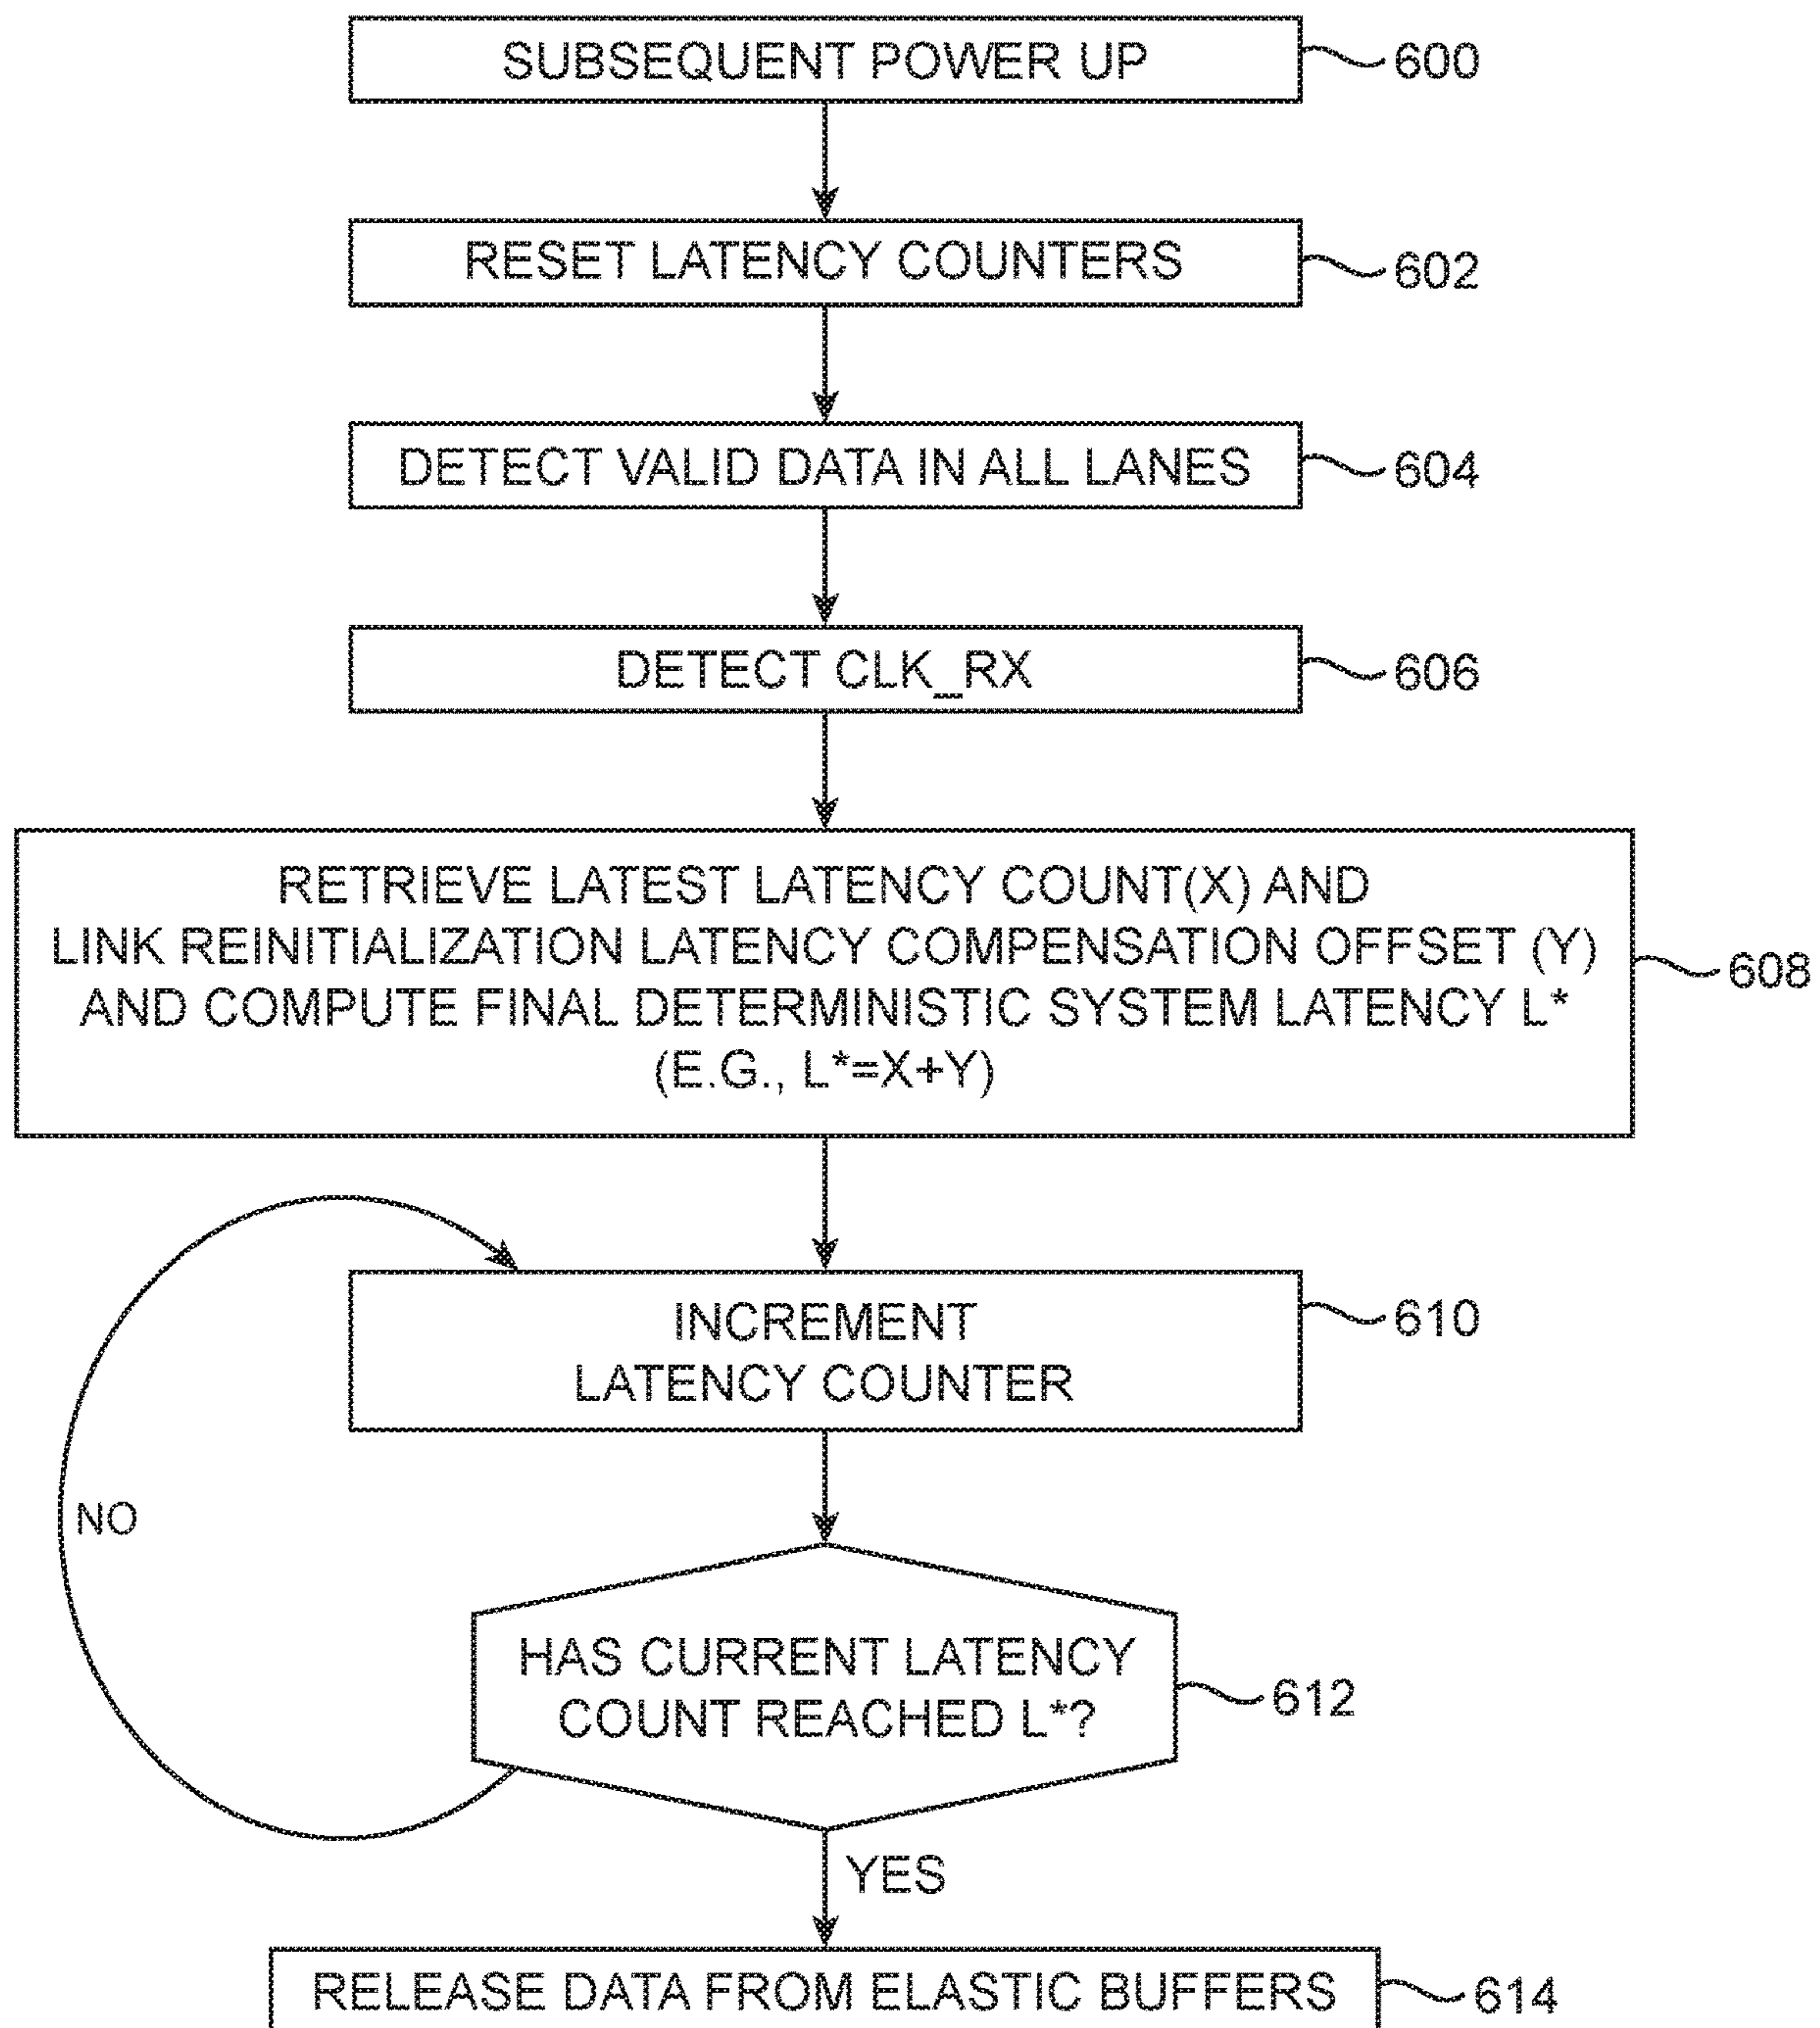 SUBSEQUENT POWER UP
600
RESET LATENCY COUNTERS
602
DETECT VALID DATA IN ALL LANES
604
DETECT CLK_RX
606
RETRIEVE LATEST LATENCY COUNT(X) AND
LINK REINITIALIZATION LATENCY COMPENSATION OFFSET (Y)
AND COMPUTE FINAL DETERMINISTIC SYSTEM LATENCY L*
(E.G., L*=X+Y)
608
INCREMENT
LATENCY COUNTER
610
NO
HAS CURRENT LATENCY
COUNT REACHED L*?
612
YES
RELEASE DATA FROM ELASTIC BUFFERS
614